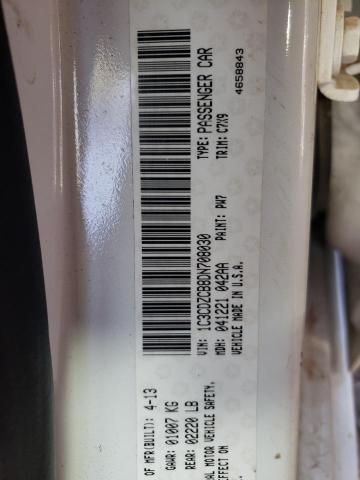 OF MFR(BUILT): 4-13
GAWR: 01007 KG
REAR: 02220 LB
MOTOR VEHICLE SAFETY,
EFFECT ON
VIN: 1C3CDZCB8DN708030
TYPE: PASSENGER CAR
MDH: 041221 042AA PAINT: PW7 TRIM: C7X9
VEHICLE MADE IN U.S.A.
4658843